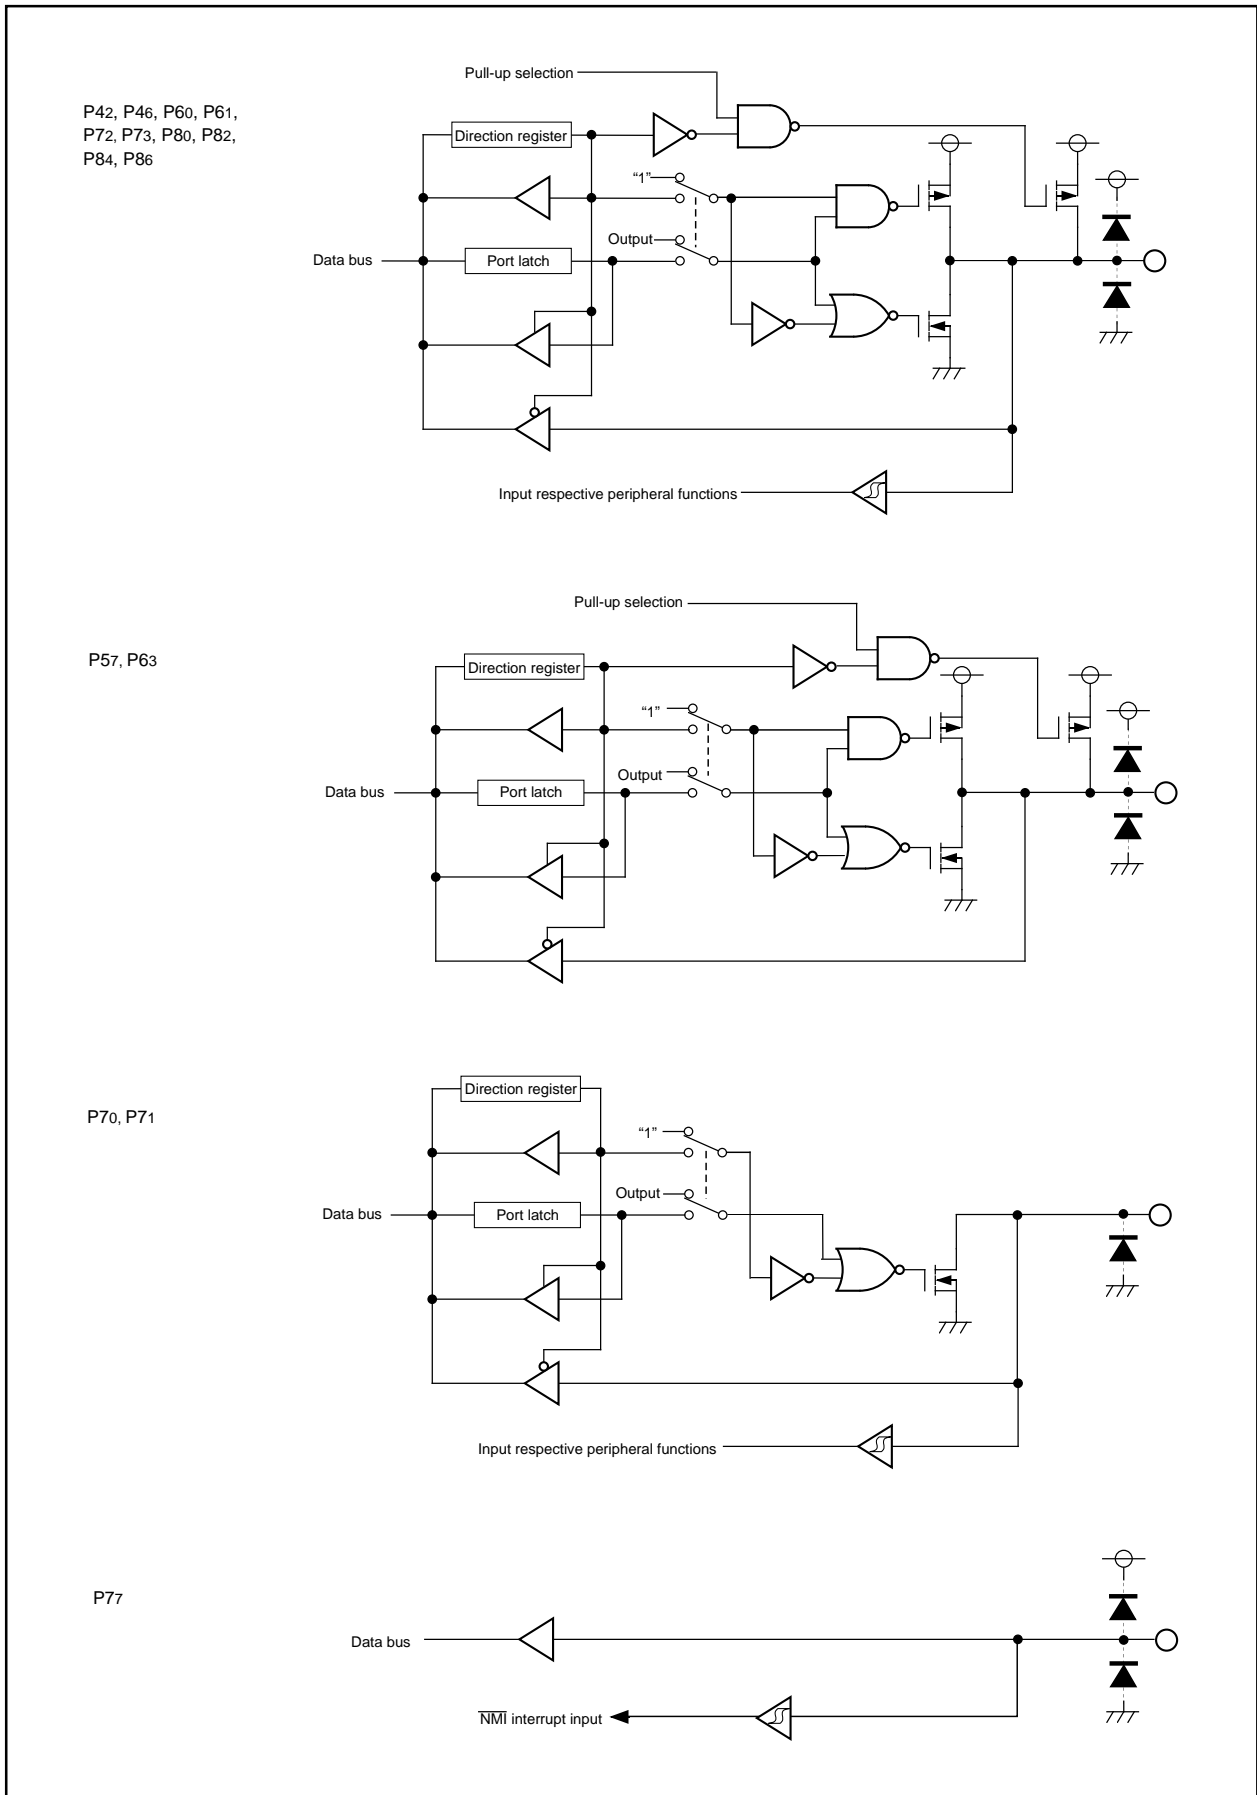 Pull-up selection
P42, P46, P60, P61,
P72, P73, P80, P82,
P84, P86
Direction register
“1”
Output
Data bus
Port latch
Input respective peripheral functions
Pull-up selection
P57, P63
Direction register
“1”
Output
Data bus
Port latch
Direction register
P70, P71
“1”
Output
Data bus
Port latch
Input respective peripheral functions
P77
Data bus
NMI interrupt input